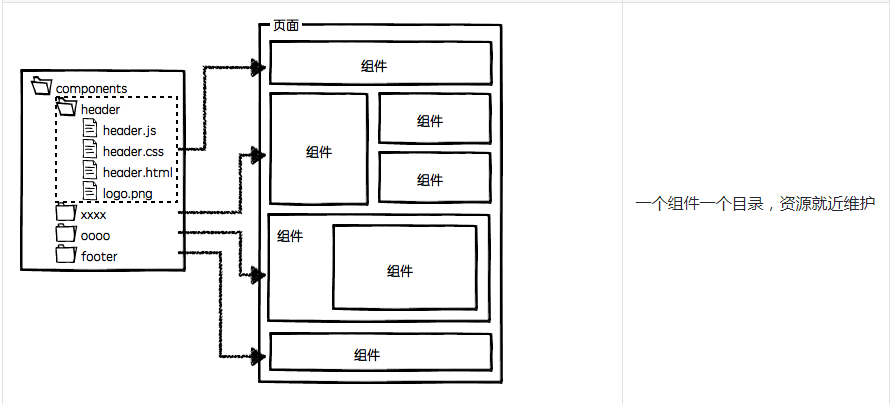 components
header
header.js
header.css
header.html
logo.png
xxxx
oooo
footer
页面
组件
组件
组件
组件
组件
组件
组件
一个组件一个目录，资源就近维护